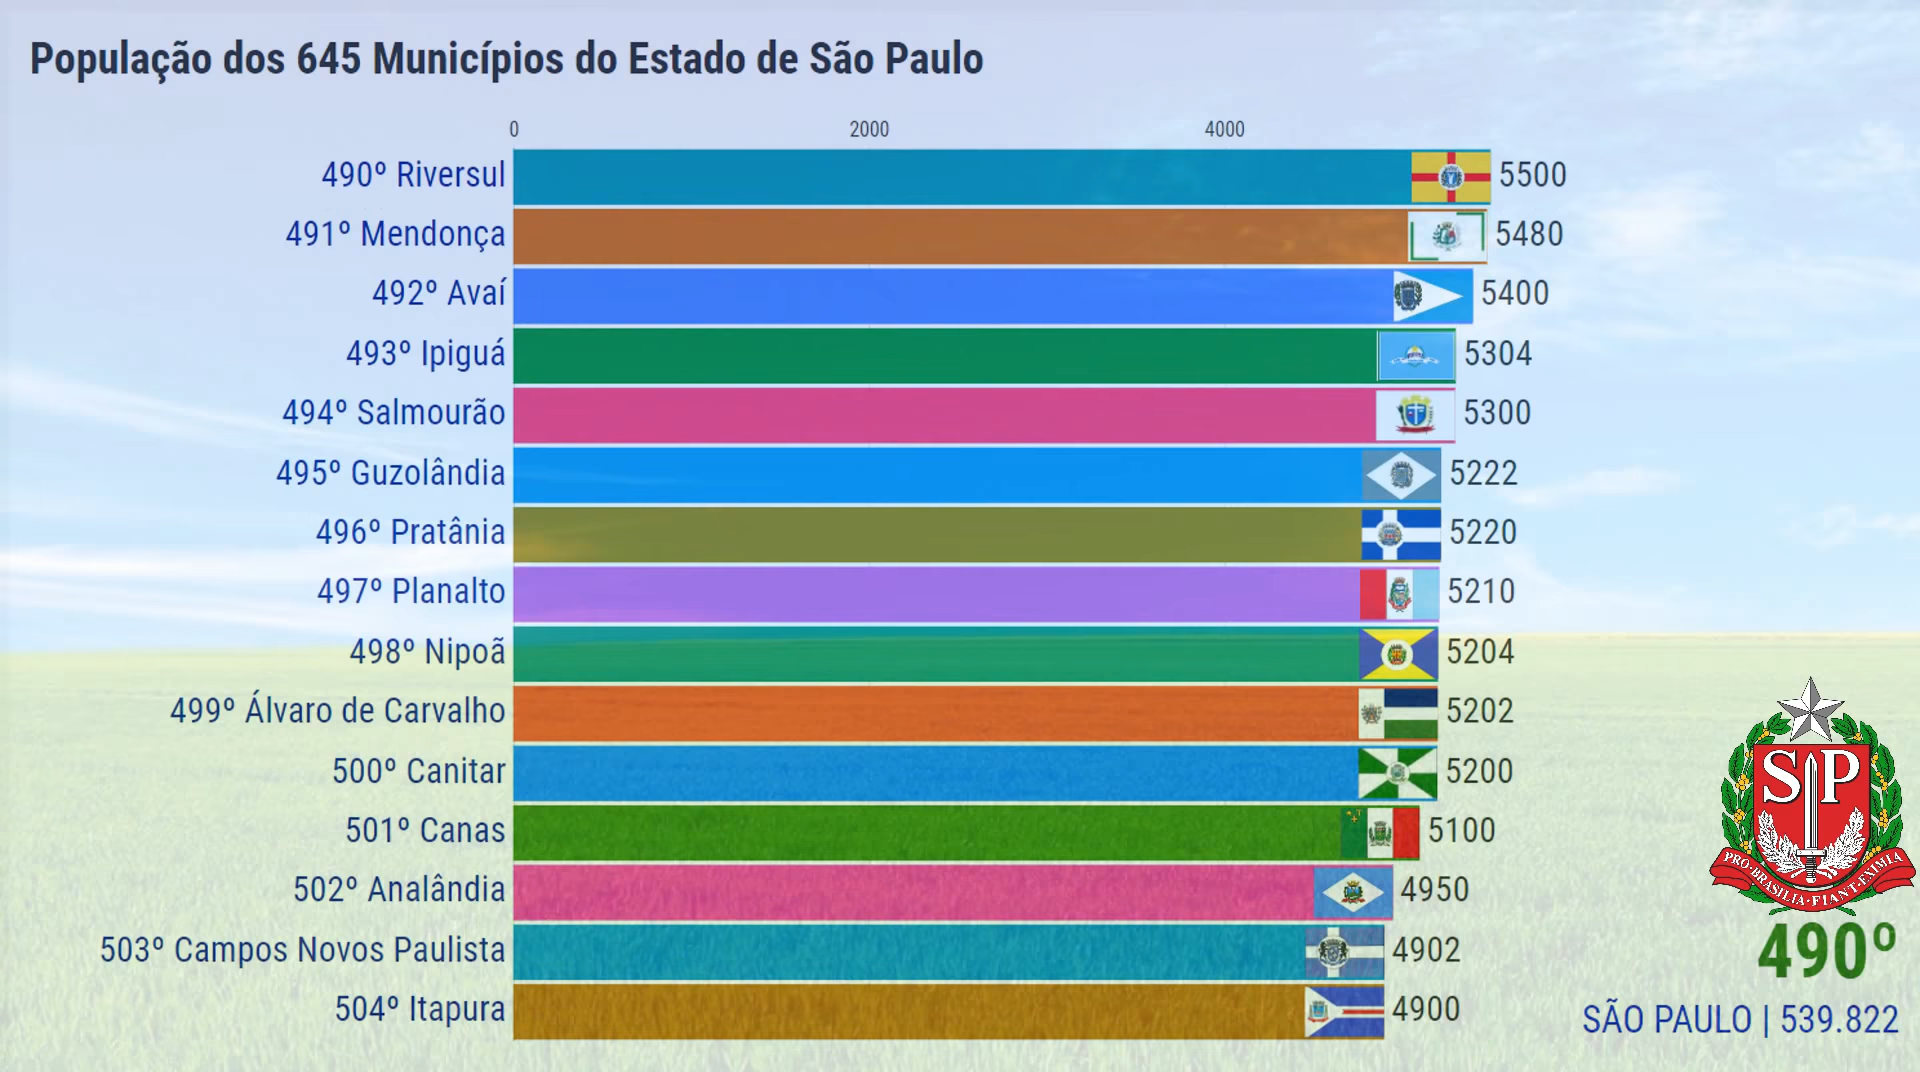 População dos 645 Municípios do Estado de São Paulo
0 2000 4000
490º Riversul 5500
491º Mendonça 5480
492º Avaí 5400
493º Ipiguá 5304
494º Salmourão 5300
495º Guzolândia 5222
496º Pratânia 5220
497º Planalto 5210
498º Nipoã 5204
499º Álvaro de Carvalho 5202
500º Canitar 5200
501º Canas 5100
502º Analândia 4950
503º Campos Novos Paulista 4902
504º Itapura 4900
SP
PRO·BRASILIA·FIANT·EXIMIA
490º
SÃO PAULO | 539.822